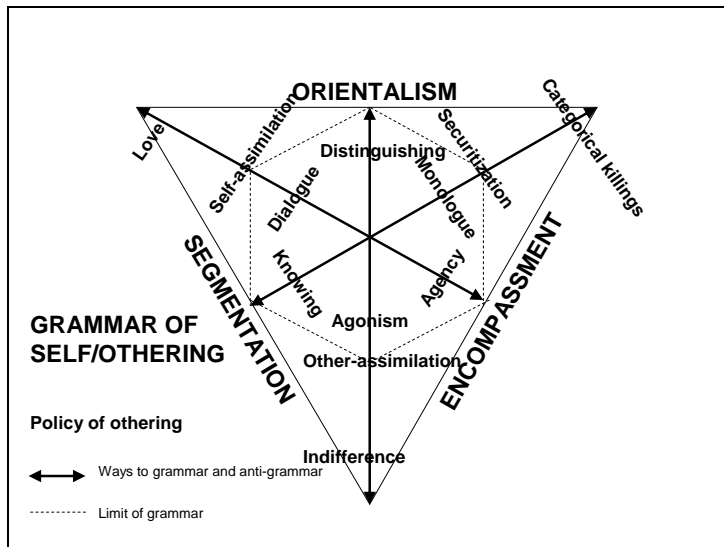 ORIENTALISM
Love
Self-assimilation
Securitization
Categorical killings
Distinguishing
Dialogue
Monologue
SEGMENTATION
Knowing
Agency
ENCOMPASSMENT
Agonism
GRAMMAR OF
SELF/OTHERING
Other-assimilation
Policy of othering
Indifference
Ways to grammar and anti-grammar
Limit of grammar